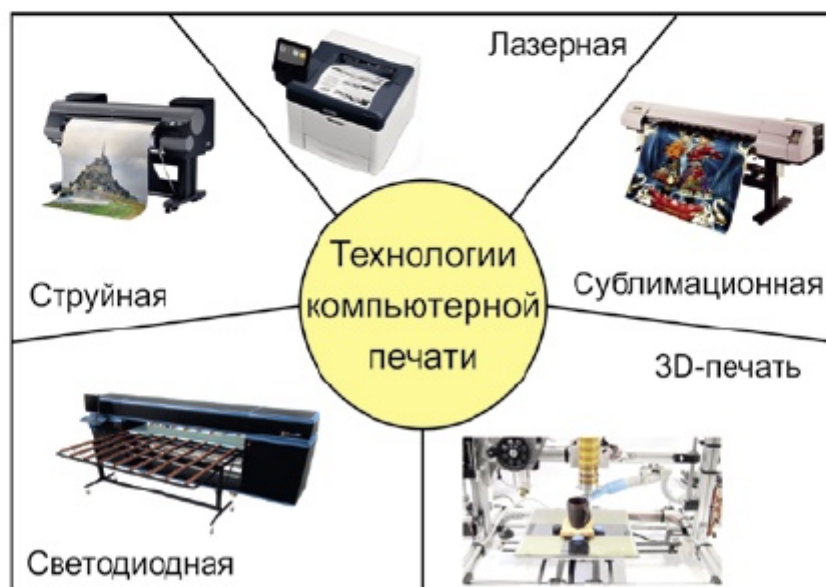 Лазерная
Струйная
Технологии
компьютерной
печати
Сублимационная
3D-печать
Светодиодная